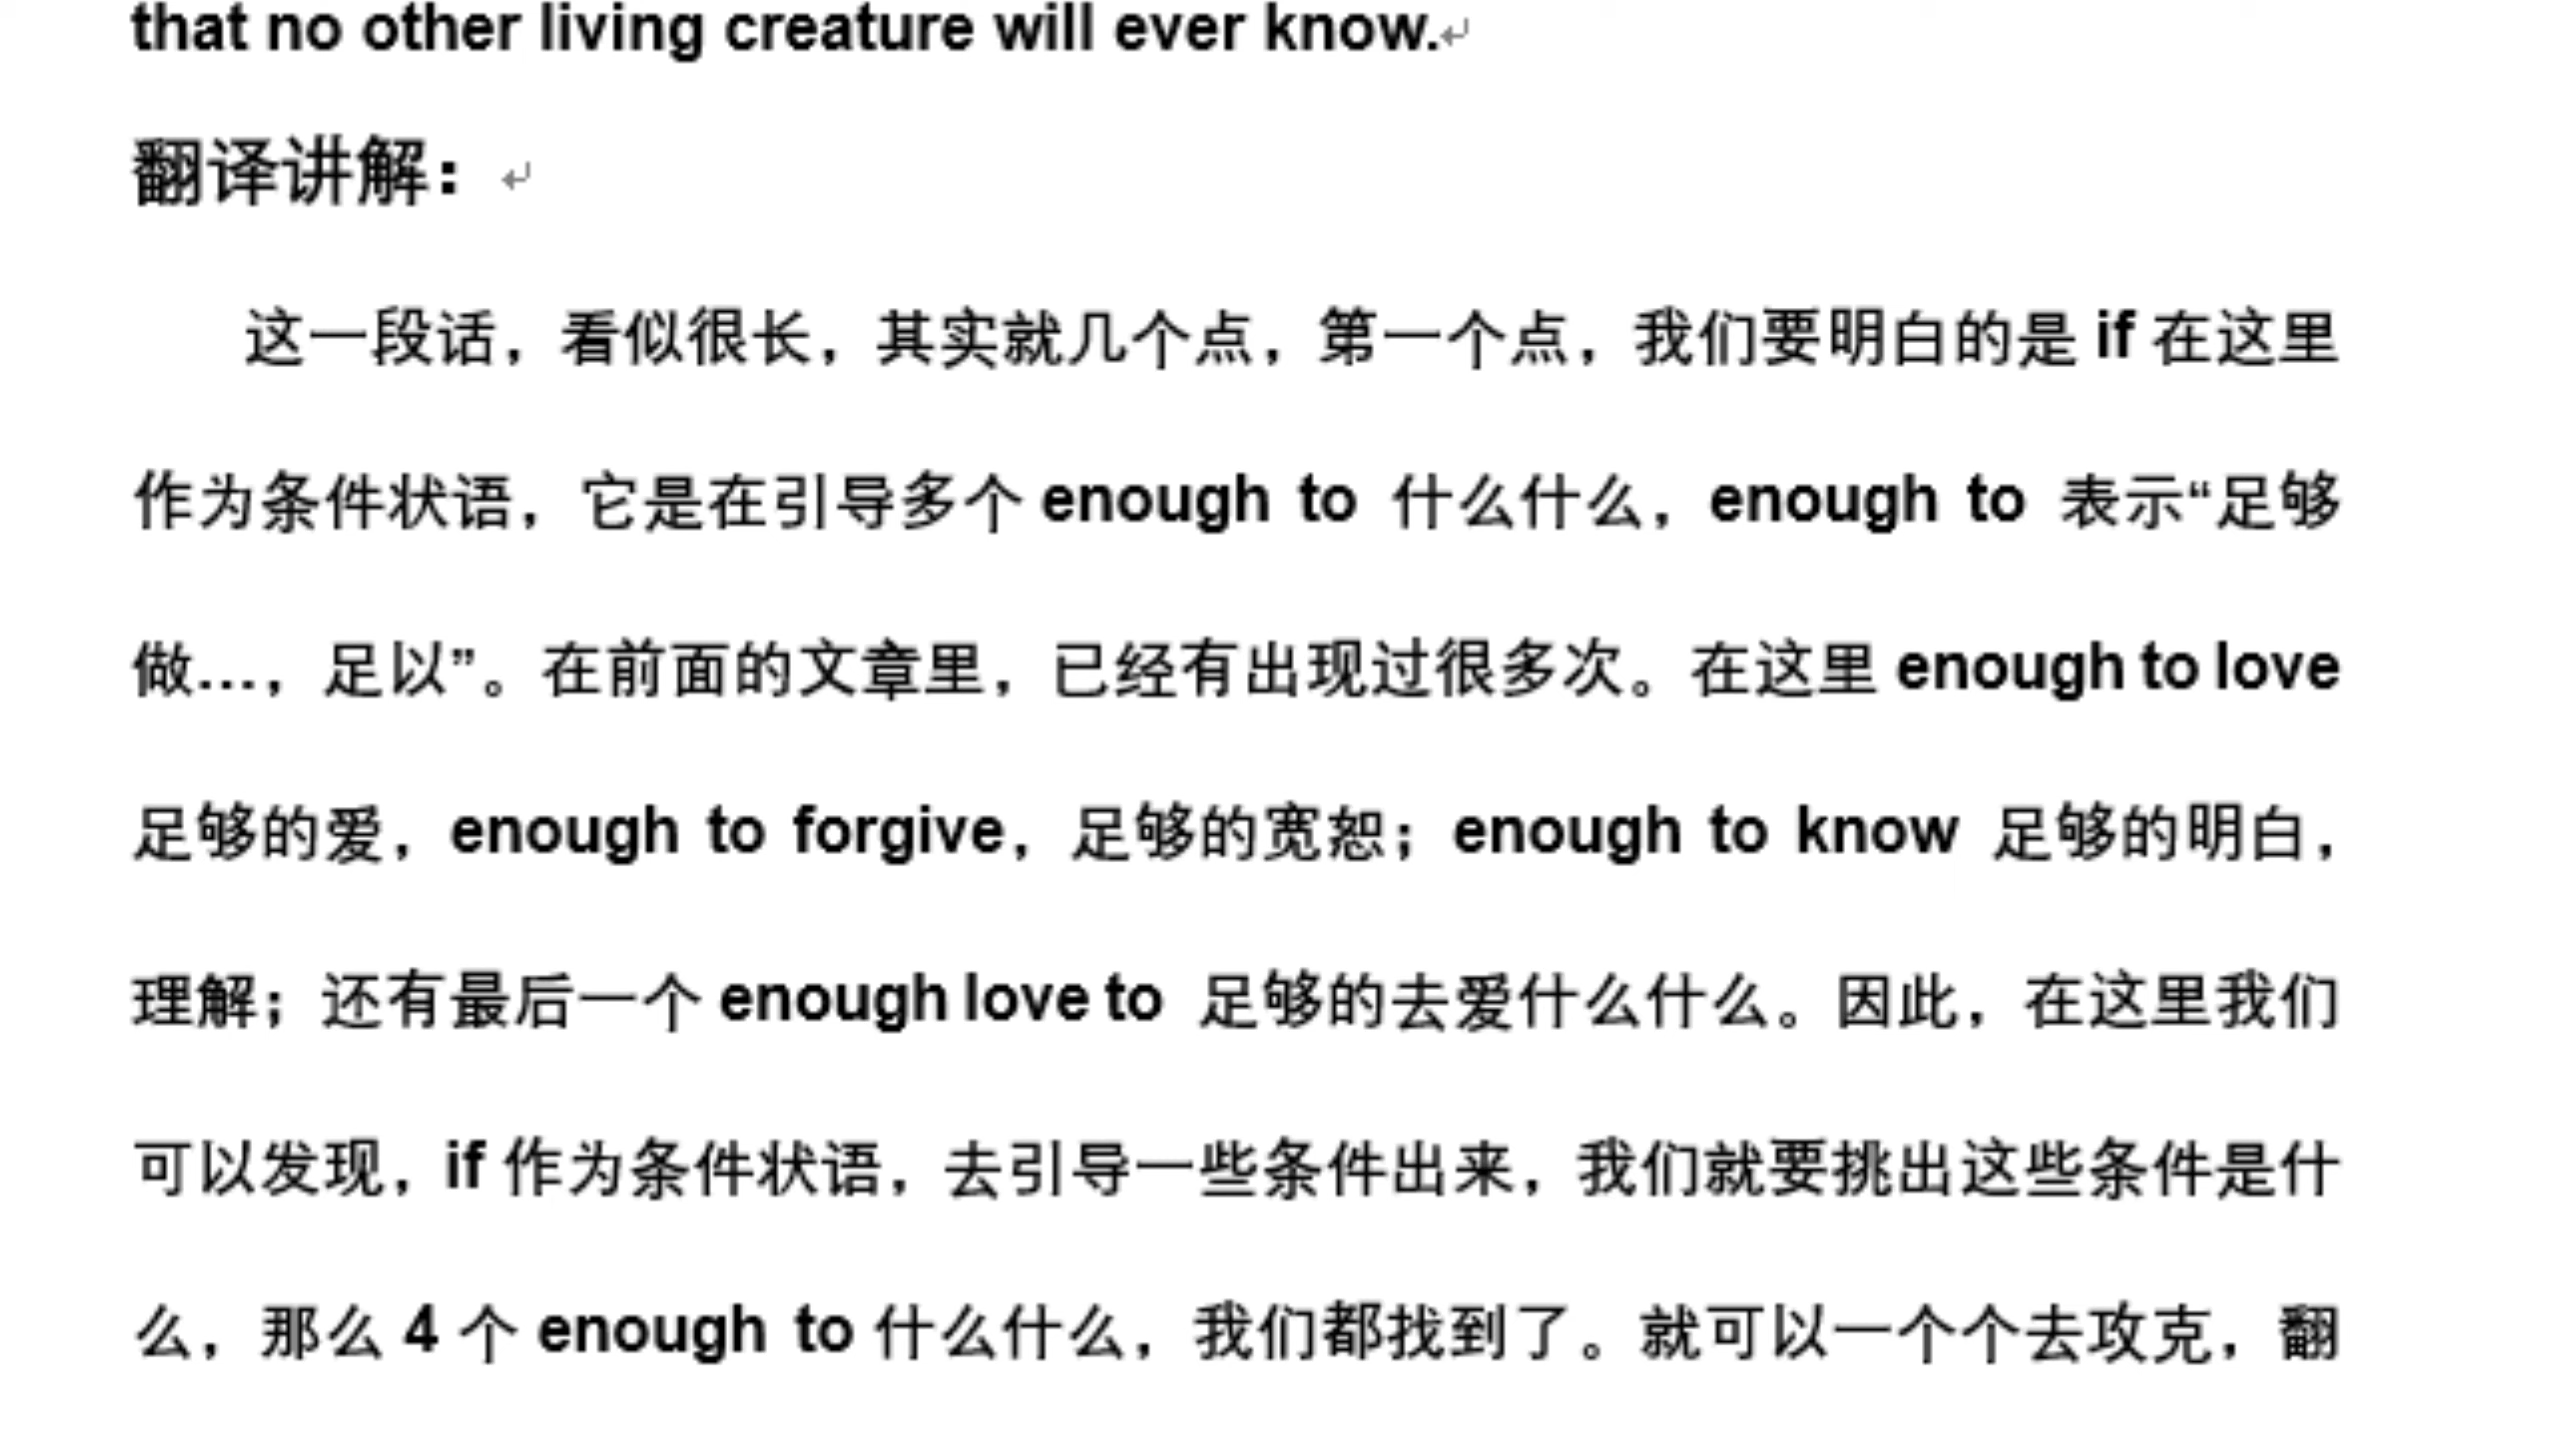 that no other living creature will ever know.
翻译讲解：
这一段话，看似很长，其实就几个点，第一个点，我们要明白的是 if 在这里
作为条件状语，它是在引导多个 enough to 什么什么，enough to 表示“足够
做…，足以”。在前面的文章里，已经有出现过很多次。在这里 enough to love
足够的爱，enough to forgive，足够的宽恕；enough to know 足够的明白，
理解；还有最后一个 enough love to 足够的去爱什么什么。因此，在这里我们
可以发现，if 作为条件状语，去引导一些条件出来，我们就要挑出这些条件是什
么，那么 4 个 enough to 什么什么，我们都找到了。就可以一个个去攻克，翻